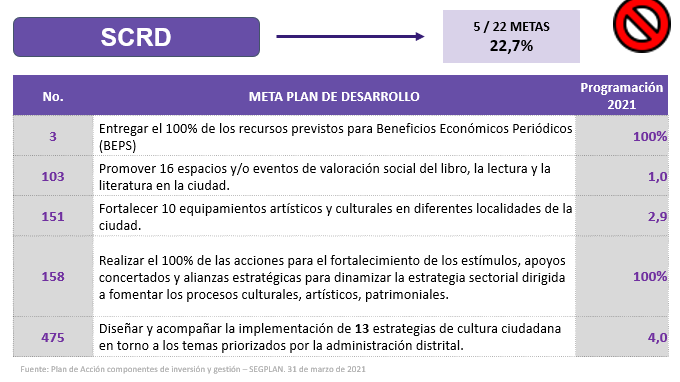 SCRD
5 / 22 METAS
22,7%
No.
META PLAN DE DESARROLLO
Programación
2021
3
Entregar el 100% de los recursos previstos para Beneficios Económicos Periódicos
(BEPS)
100%
103
Promover 16 espacios y/o eventos de valoración social del libro, la lectura y la
literatura en la ciudad.
1,0
151
Fortalecer 10 equipamientos artísticos y culturales en diferentes localidades de la
ciudad.
2,9
158
Realizar el 100% de las acciones para el fortalecimiento de los estímulos, apoyos
concertados y alianzas estratégicas para dinamizar la estrategia sectorial dirigida
a fomentar los procesos culturales, artísticos, patrimoniales.
100%
475
Diseñar y acompañar la implementación de 13 estrategias de cultura ciudadana
en torno a los temas priorizados por la administración distrital.
4,0
Fuente: Plan de Acción componentes de inversión y gestión – SEGPLAN. 31 de marzo de 2021